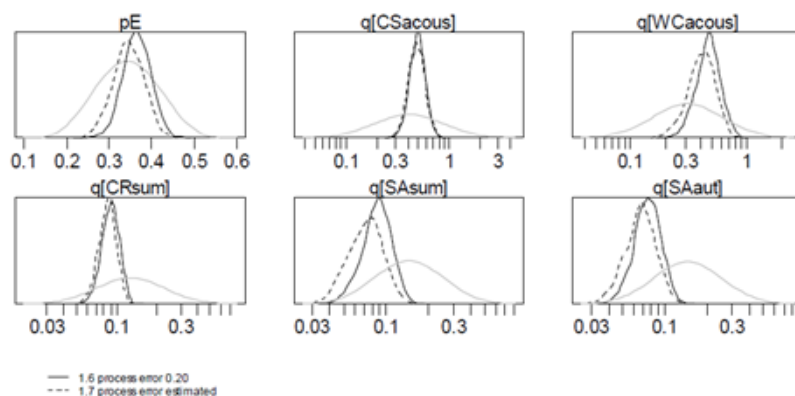 pE
q[CSacous]
q[WCacous]
0.1 0.2 0.3 0.4 0.5 0.6
0.1 0.3 1 3
0.1 0.3 1
q[CRsum]
q[SAsum]
q[SAaut]
0.03 0.1 0.3
0.03 0.1 0.3
0.03 0.1 0.3
1.6 process error 0.20
1.7 process error estimated